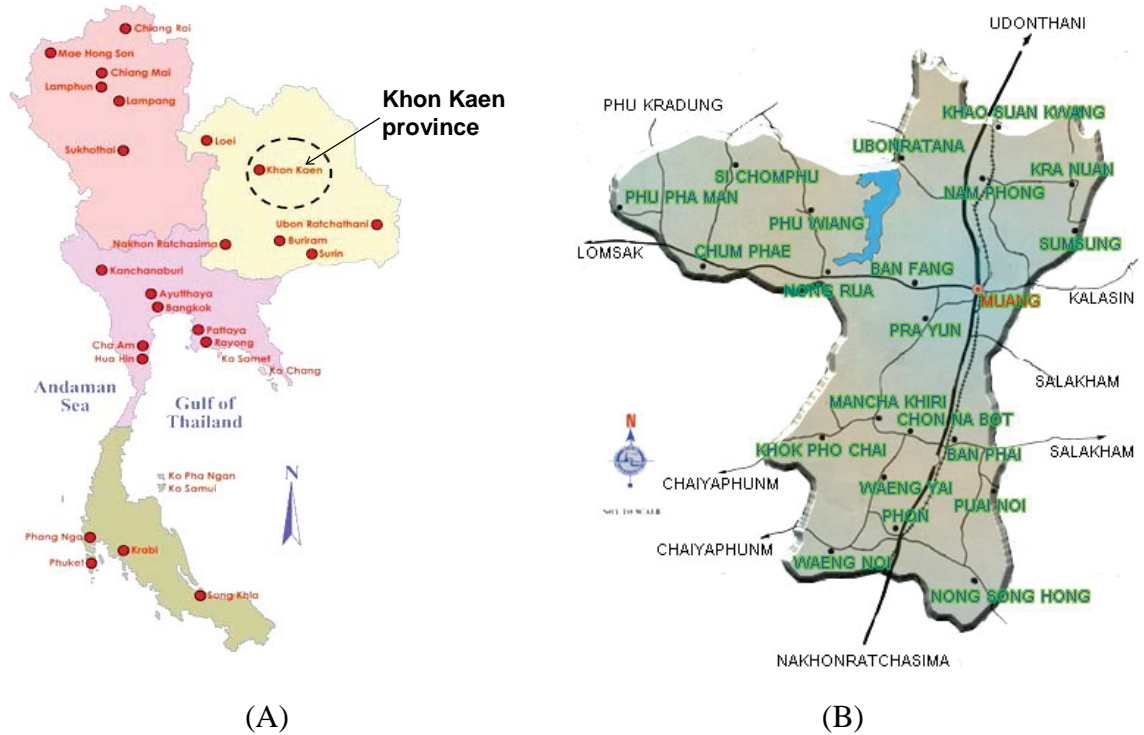 Chiang Rai
Mae Hong Son
Chiang Mai
Lamphun
Lampang
Sukhothai
Loei
Khon Kaen
province
Khon Kaen
Ubon Ratchathani
Buriram
Nakhon Ratchasima
Surin
Kanchanaburi
Ayutthaya
Bangkok
Pattaya
Rayong
Cha Am
Hua Hin
Ko Samet
Ko Chang
Andaman
Sea
Gulf of
Thailand
N
Ko Pha Ngan
Ko Samui
Phang Nga
Krabi
Phuket
Song Khla
(A)
UDONTHANI
PHU KRADUNG
KHAO SUAN KWANG
UBONRATANA
SI CHOMPHU
KRA NUAN
NAM PHONG
PHU PHA MAN
PHU WIANG
SUMSUNG
LOMSAK
CHUM PHAE
BAN FANG
NONG RUA
MUANG
KALASIN
PRA YUN
SALAKHAM
MANCHA KHIRI
CHON NA BOT
N
KHOK PHO CHAI
BAN PHAI
SALAKHAM
CHAIYAPHUNM
WAENG YAI
PUAI NOI
NOT TO SCALE
PHON
CHAIYAPHUNM
WAENG NOI
NONG SONG HONG
NAKHONRATCHASIMA
(B)